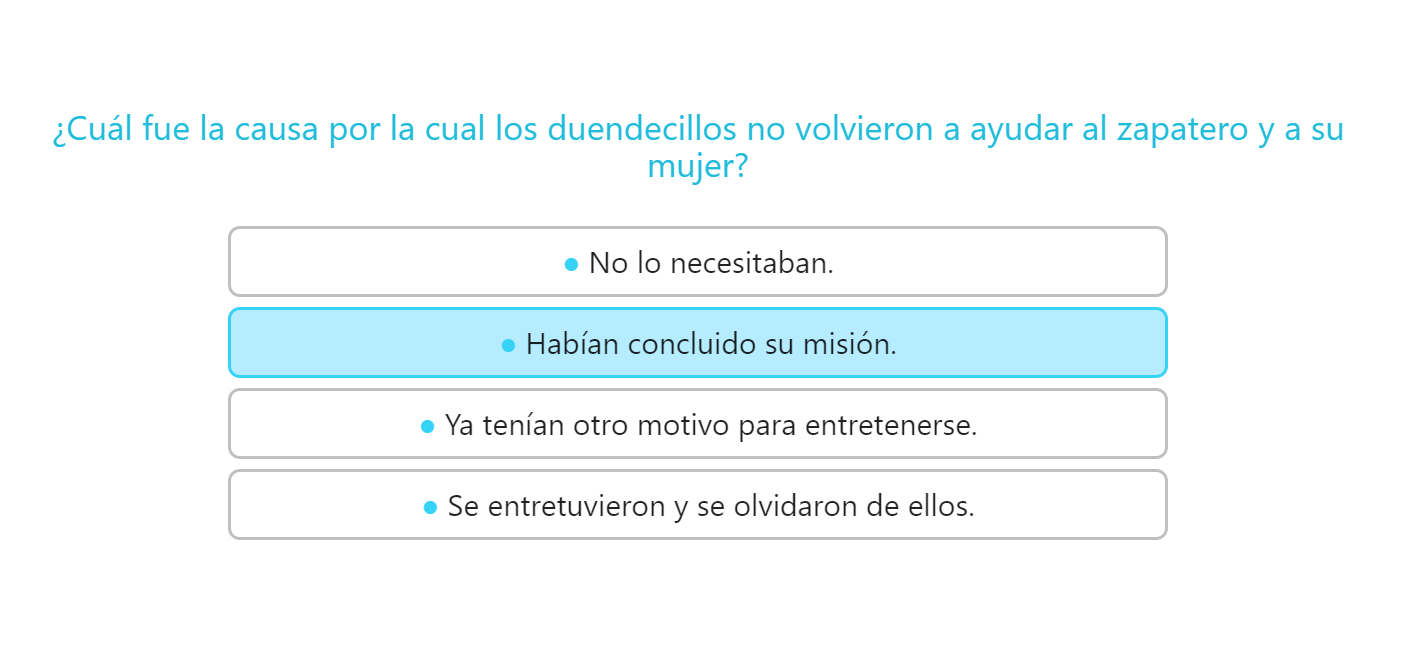 ¿Cuál fue la causa por la cual los duendecillos no volvieron a ayudar al zapatero y a su
mujer?
● No lo necesitaban.
● Habían concluido su misión.
● Ya tenían otro motivo para entretenerse.
● Se entretuvieron y se olvidaron de ellos.